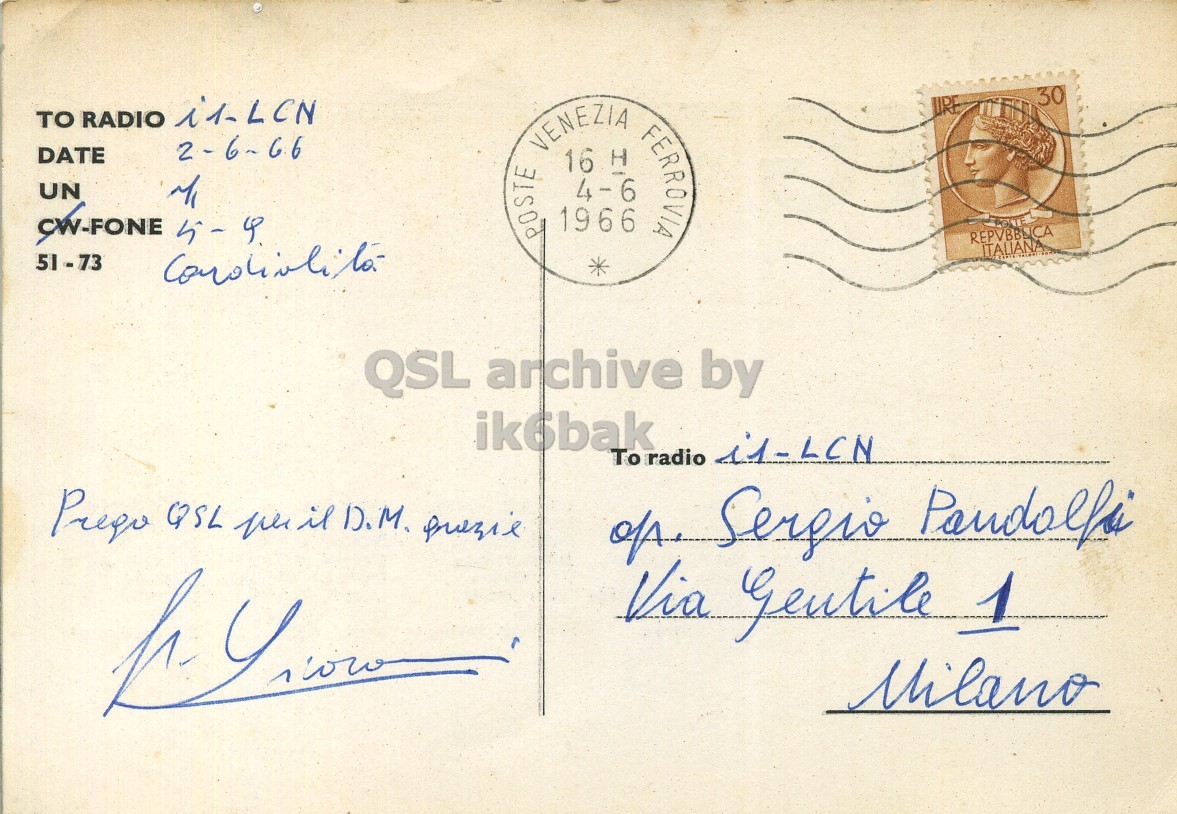 TO RADIO i1-LCN
DATE 2-6-66
UN
CW-FONE 5-9
51-73 Cordialità
POSTE VENEZIA FERROVIA
16 H
4-6
1966
LIRE 30
POSTE
REPVBBLICA
ITALIANA
QSL archive by
ik6bak
Prego QSL per il D.M. grazie
To radio i1-LCN
op. Sergio Pandolfi
Via Gentile 1
Milano